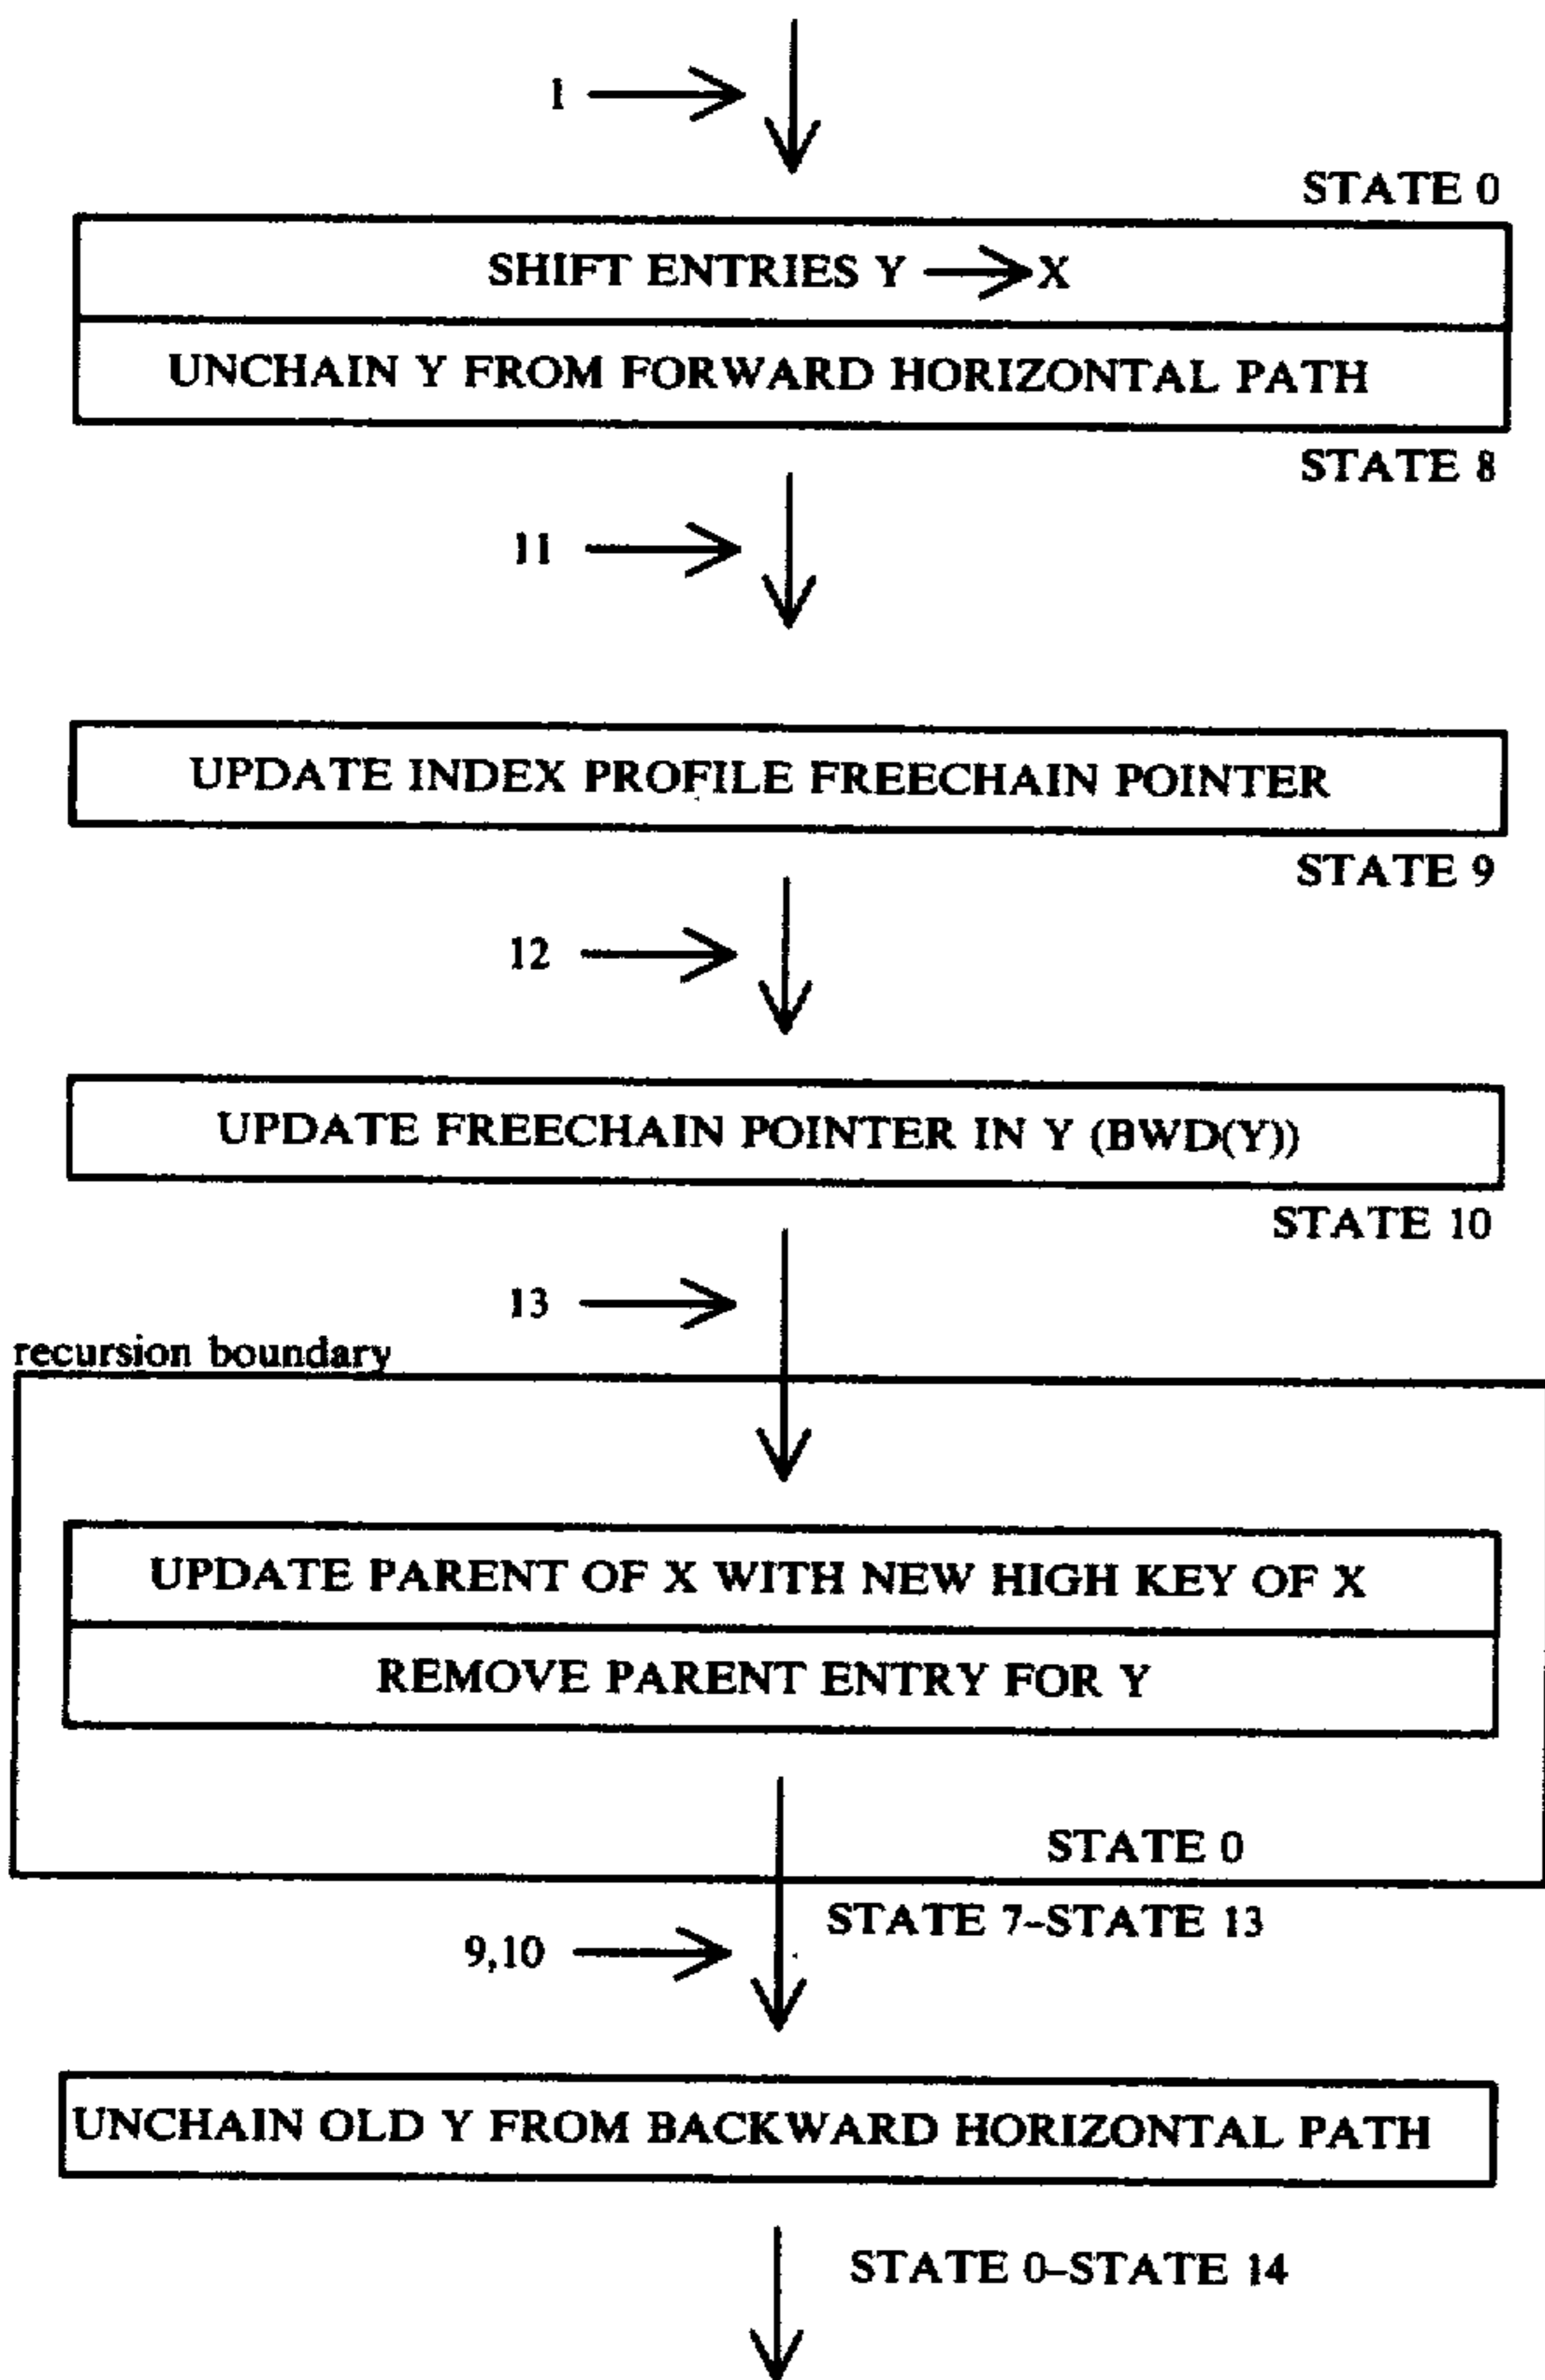 1
STATE 0
SHIFT ENTRIES Y → X
UNCHAIN Y FROM FORWARD HORIZONTAL PATH
STATE 8
11
UPDATE INDEX PROFILE FREECHAIN POINTER
STATE 9
12
UPDATE FREECHAIN POINTER IN Y (BWD(Y))
STATE 10
13
recursion boundary
UPDATE PARENT OF X WITH NEW HIGH KEY OF X
REMOVE PARENT ENTRY FOR Y
STATE 0
STATE 7–STATE 13
9,10
UNCHAIN OLD Y FROM BACKWARD HORIZONTAL PATH
STATE 0–STATE 14